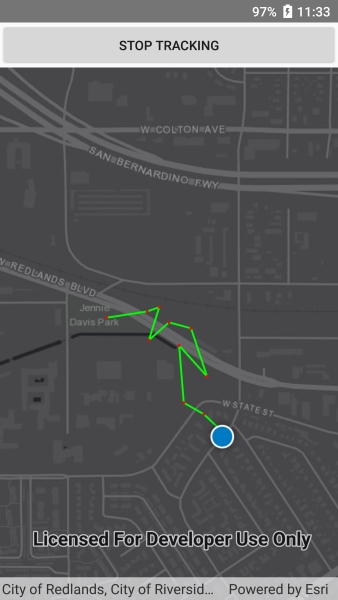 97% 11:33
STOP TRACKING
W COLTON AVE
SAN BERNARDINO FWY
W REDLANDS BLVD
Jennie
Davis Park
W STATE ST
Licensed For Developer Use Only
City of Redlands, City of Riversid... Powered by Esri